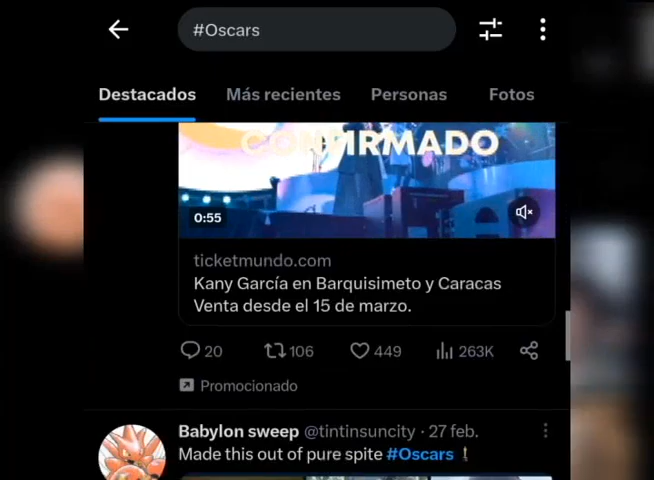 #Oscars
Destacados Más recientes Personas Fotos
CONFIRMADO
0:55
ticketmundo.com
Kany García en Barquisimeto y Caracas
Venta desde el 15 de marzo.
20 106 449 263K
Promocionado
Babylon sweep @tintinsuncity · 27 feb.
Made this out of pure spite #Oscars